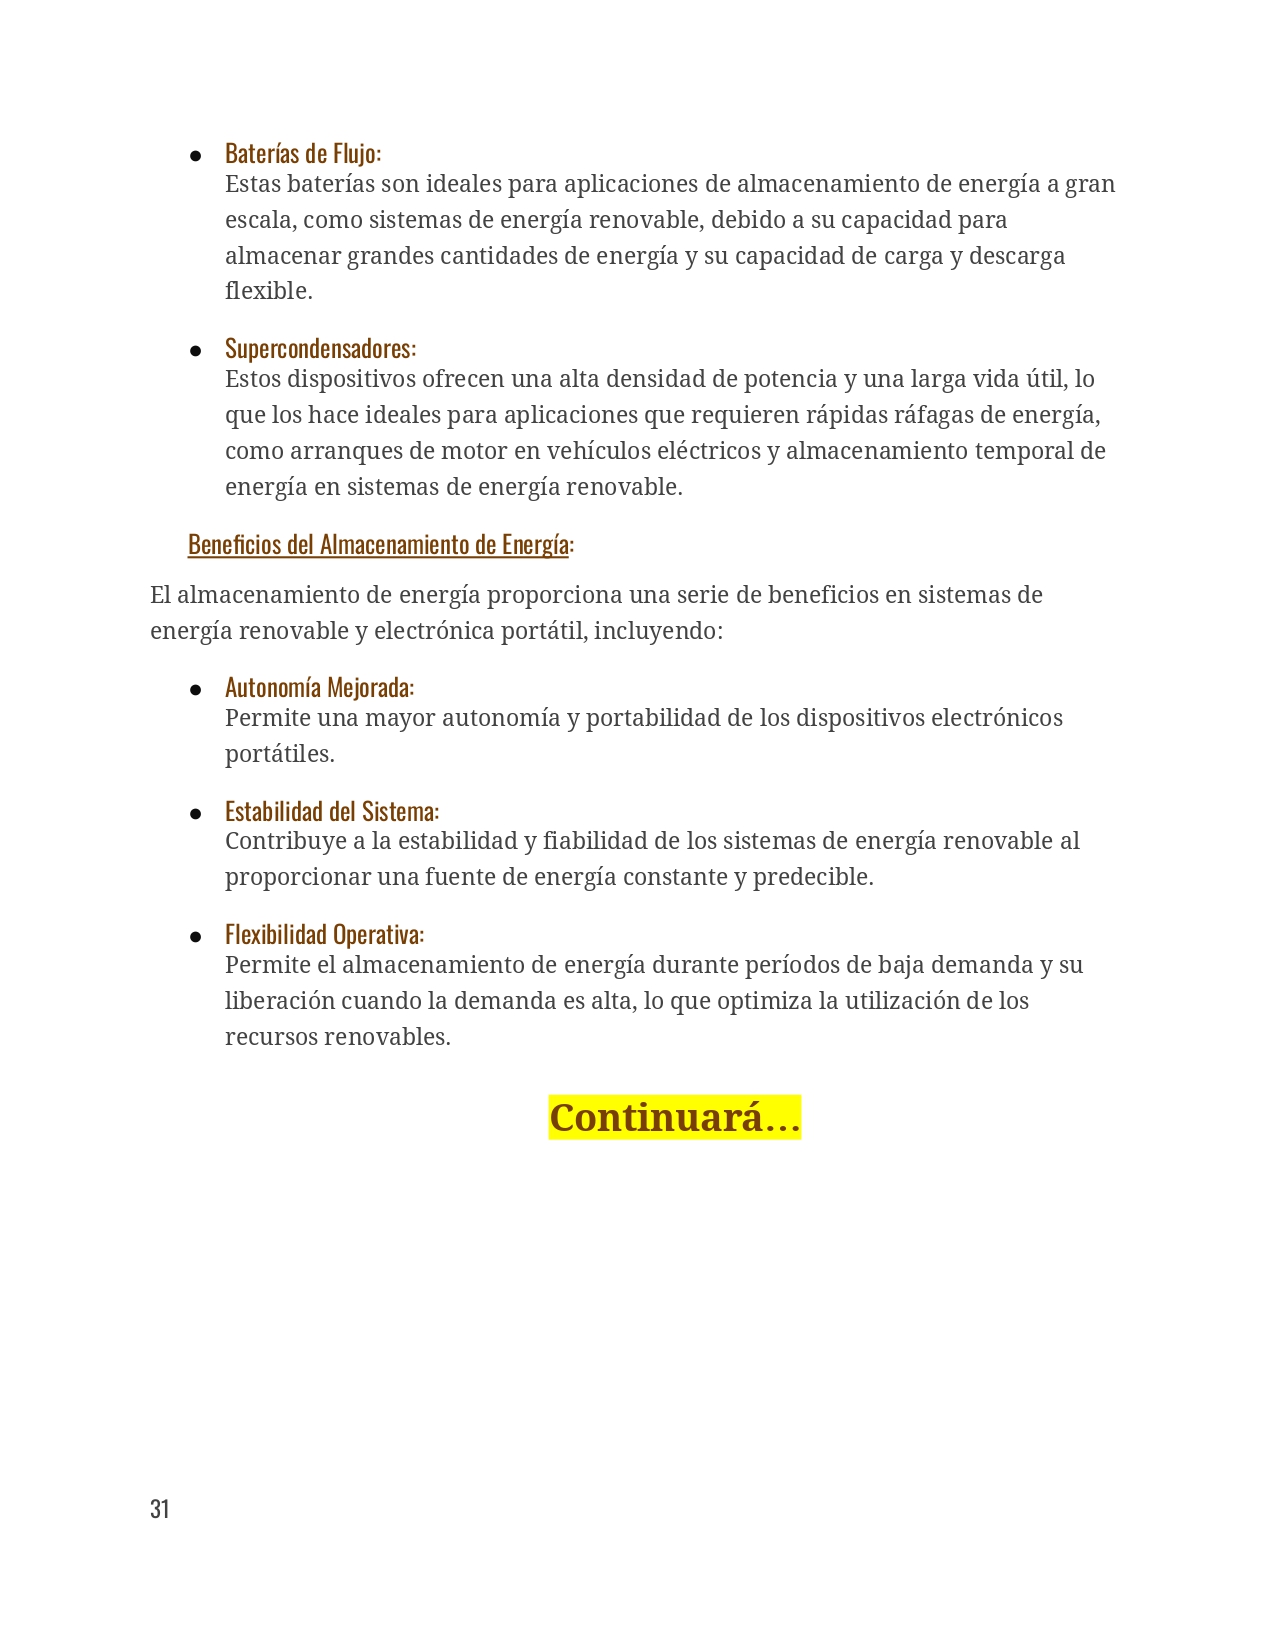 ● Baterías de Flujo:
Estas baterías son ideales para aplicaciones de almacenamiento de energía a gran
escala, como sistemas de energía renovable, debido a su capacidad para
almacenar grandes cantidades de energía y su capacidad de carga y descarga
flexible.
● Supercondensadores:
Estos dispositivos ofrecen una alta densidad de potencia y una larga vida útil, lo
que los hace ideales para aplicaciones que requieren rápidas ráfagas de energía,
como arranques de motor en vehículos eléctricos y almacenamiento temporal de
energía en sistemas de energía renovable.
Beneficios del Almacenamiento de Energía:
El almacenamiento de energía proporciona una serie de beneficios en sistemas de
energía renovable y electrónica portátil, incluyendo:
● Autonomía Mejorada:
Permite una mayor autonomía y portabilidad de los dispositivos electrónicos
portátiles.
● Estabilidad del Sistema:
Contribuye a la estabilidad y fiabilidad de los sistemas de energía renovable al
proporcionar una fuente de energía constante y predecible.
● Flexibilidad Operativa:
Permite el almacenamiento de energía durante períodos de baja demanda y su
liberación cuando la demanda es alta, lo que optimiza la utilización de los
recursos renovables.
Continuará…
31